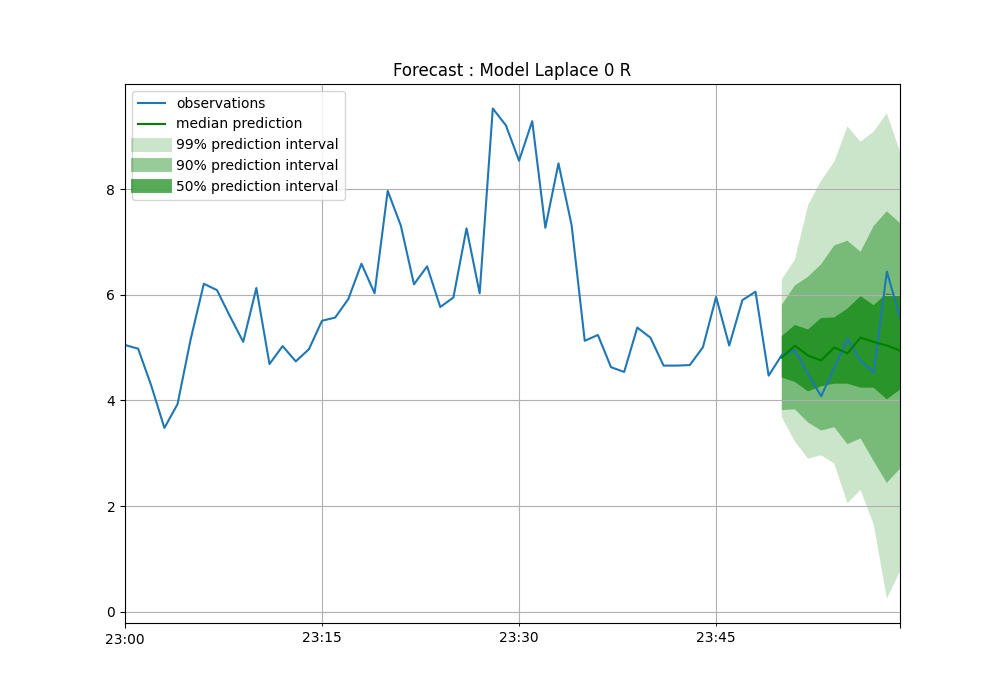 Forecast : Model Laplace 0 R
observations
median prediction
99% prediction interval
90% prediction interval
50% prediction interval
8
6
4
2
0
23:00
23:15
23:30
23:45